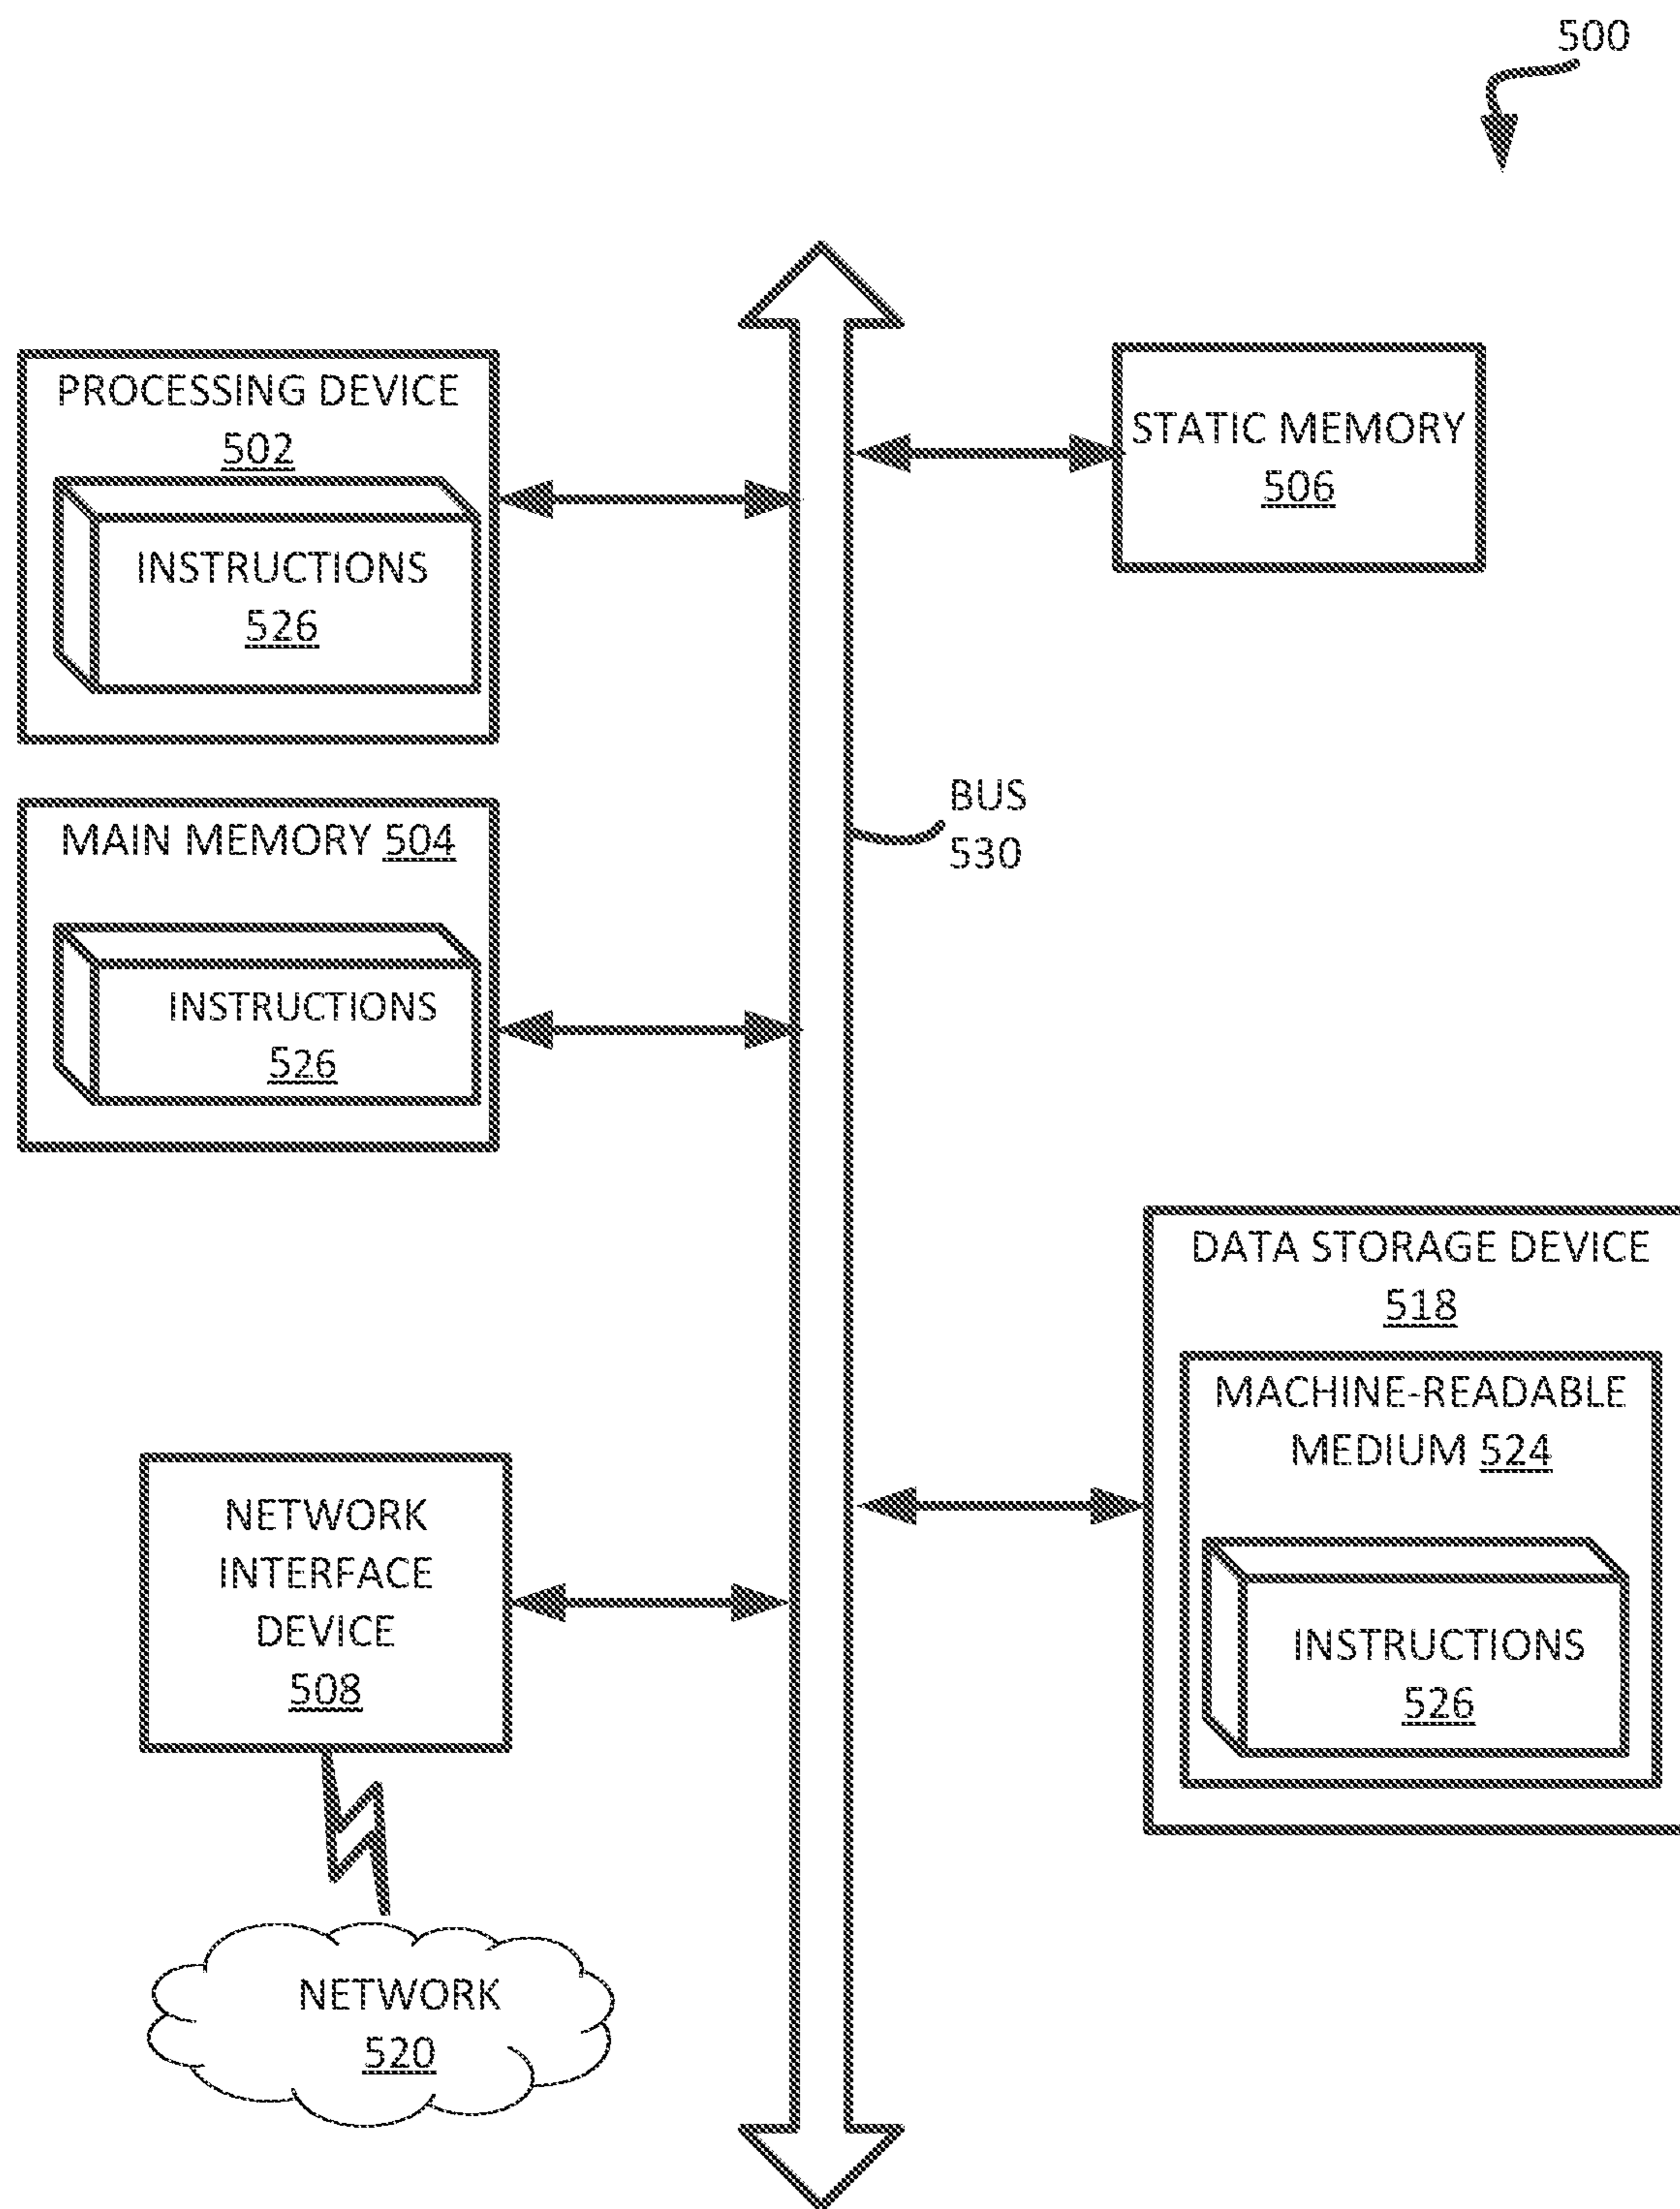 500
PROCESSING DEVICE
502
INSTRUCTIONS
526
STATIC MEMORY
506
BUS
530
MAIN MEMORY 504
INSTRUCTIONS
526
DATA STORAGE DEVICE
518
MACHINE-READABLE
MEDIUM 524
INSTRUCTIONS
526
NETWORK
INTERFACE
DEVICE
508
NETWORK
520